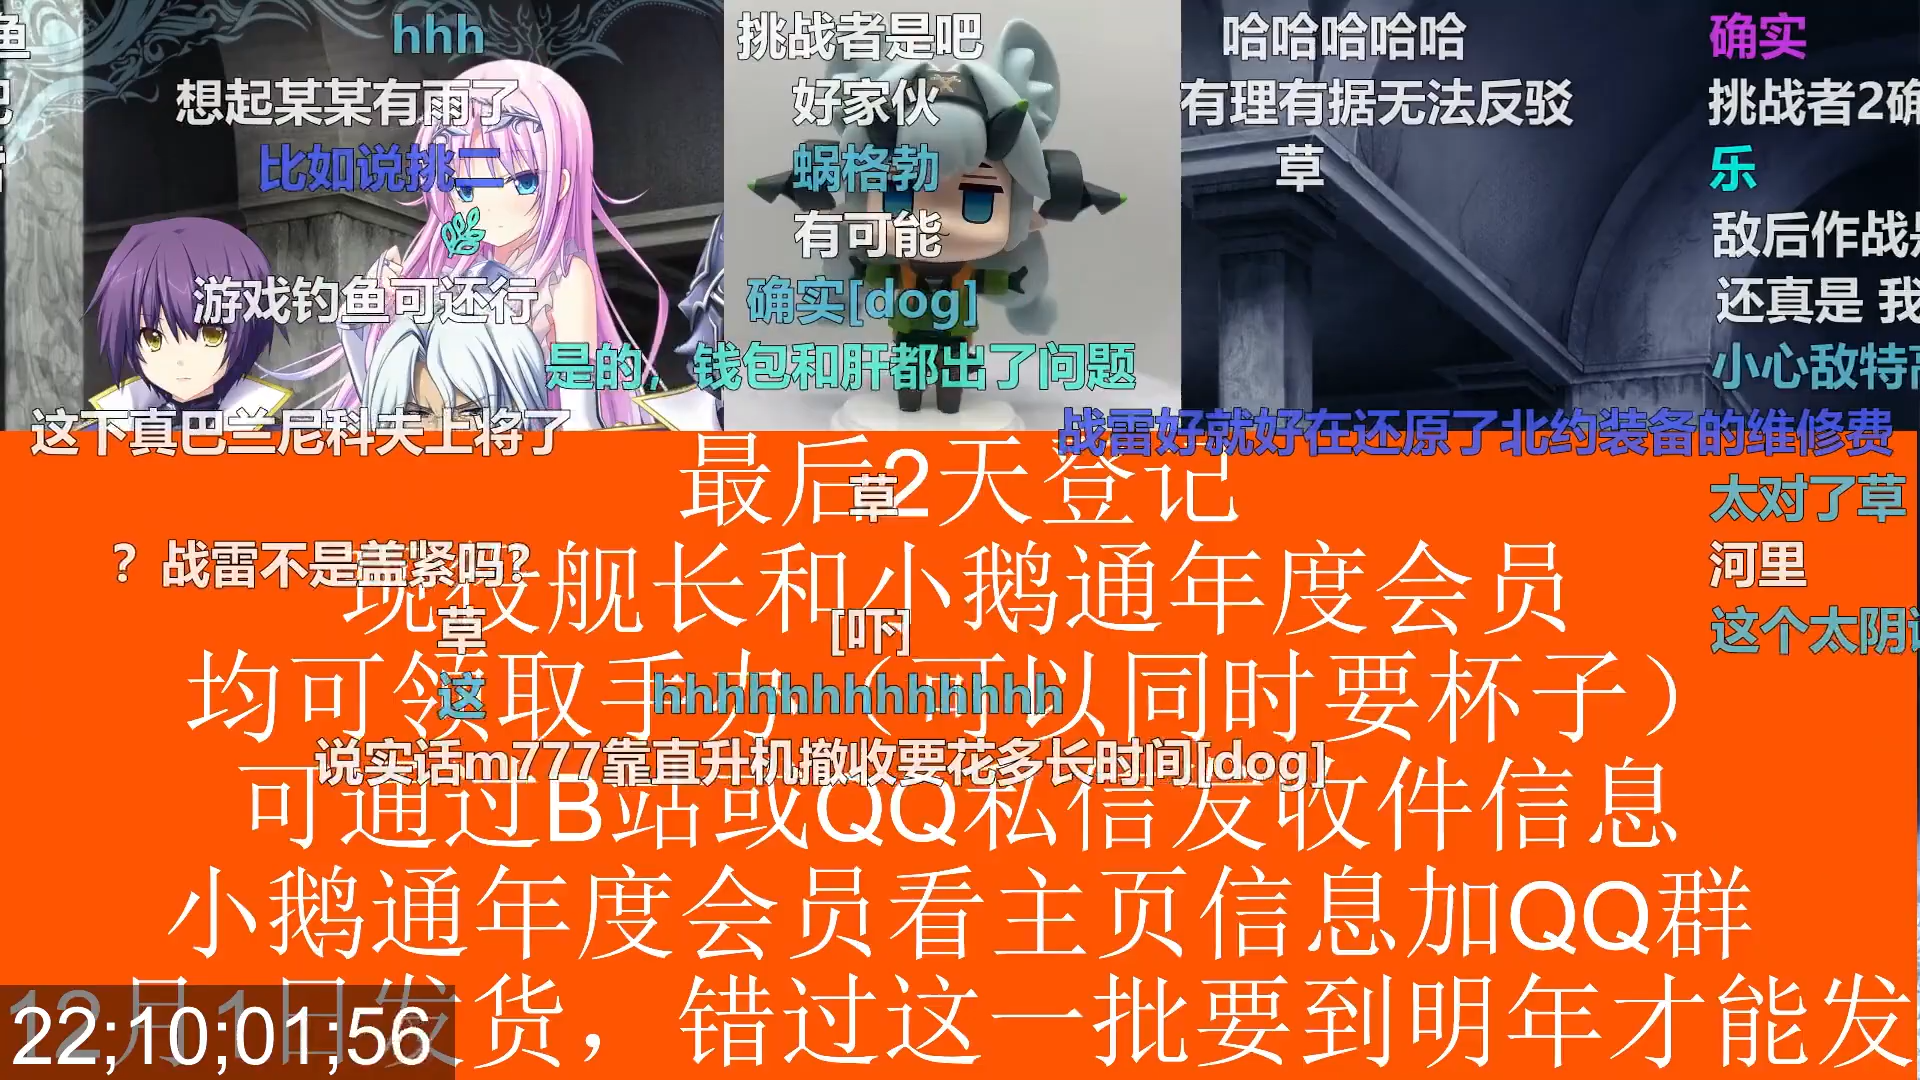 hhh
挑战者是吧
哈哈哈哈哈
确实
想起某某有雨了
好家伙
有理有据无法反驳
挑战者2确
比如说挑二
蜗格勃
草
乐
有可能
敌后作战是
游戏钓鱼可还行
确实[dog]
还真是 我
是的，钱包和肝都出了问题
小心敌特高
这下真巴兰尼科夫上将了
战雷好就好在还原了北约装备的维修费
最后2天登记
草
太对了草
？战雷不是盖紧吗?
河里
现役舰长和小鹅通年度会员
草
[吓]
这个太阴谋
均可领取手办（可以同时要杯子）
这
hhhhhhhhhhhhh
说实话m777靠直升机撤收要花多长时间[dog]
可通过B站或QQ私信发收件信息
小鹅通年度会员看主页信息加QQ群
12月1日发货，错过这一批要到明年才能发
22;10;01;56